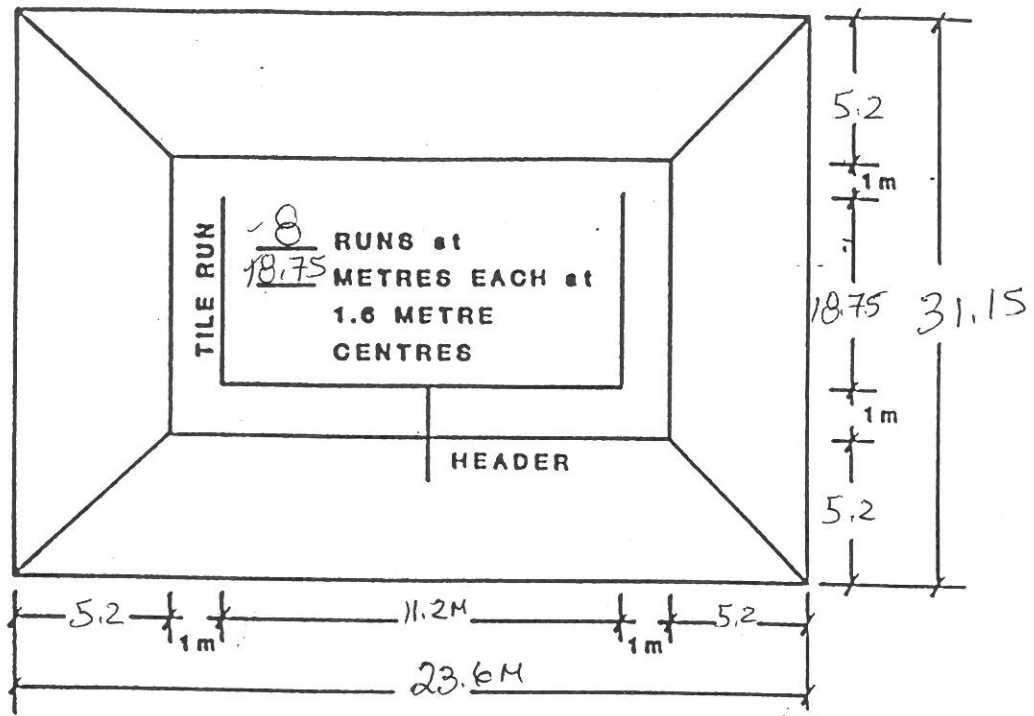 TILE RUN
8 RUNS at
18.75 METRES EACH at
1.6 METRE
CENTRES
HEADER
5.2
1m
18.75
1m
5.2
31.15
5.2
1m
11.2M
1m
5.2
23.6M